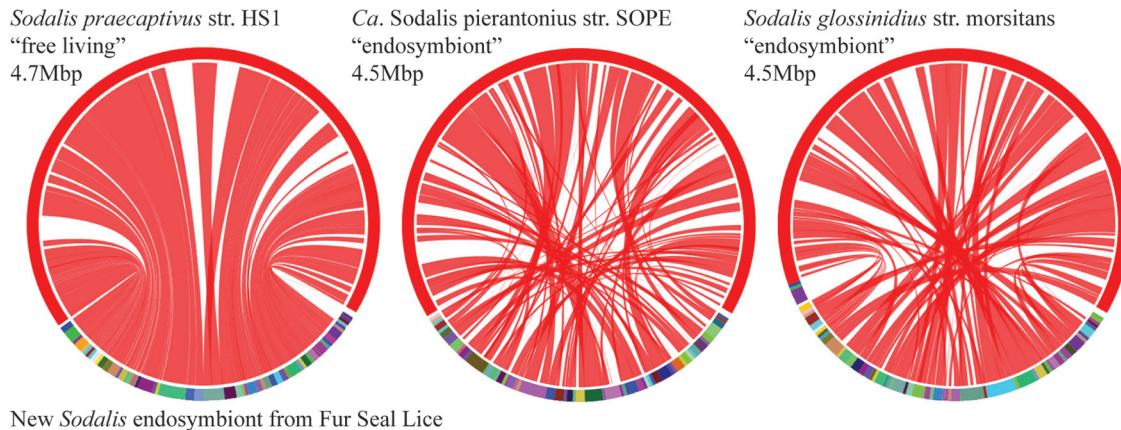 Sodalis praecaptivus str. HS1
“free living”
4.7Mbp
Ca. Sodalis pierantonius str. SOPE
“endosymbiont”
4.5Mbp
Sodalis glossinidius str. morsitans
“endosymbiont”
4.5Mbp
New Sodalis endosymbiont from Fur Seal Lice